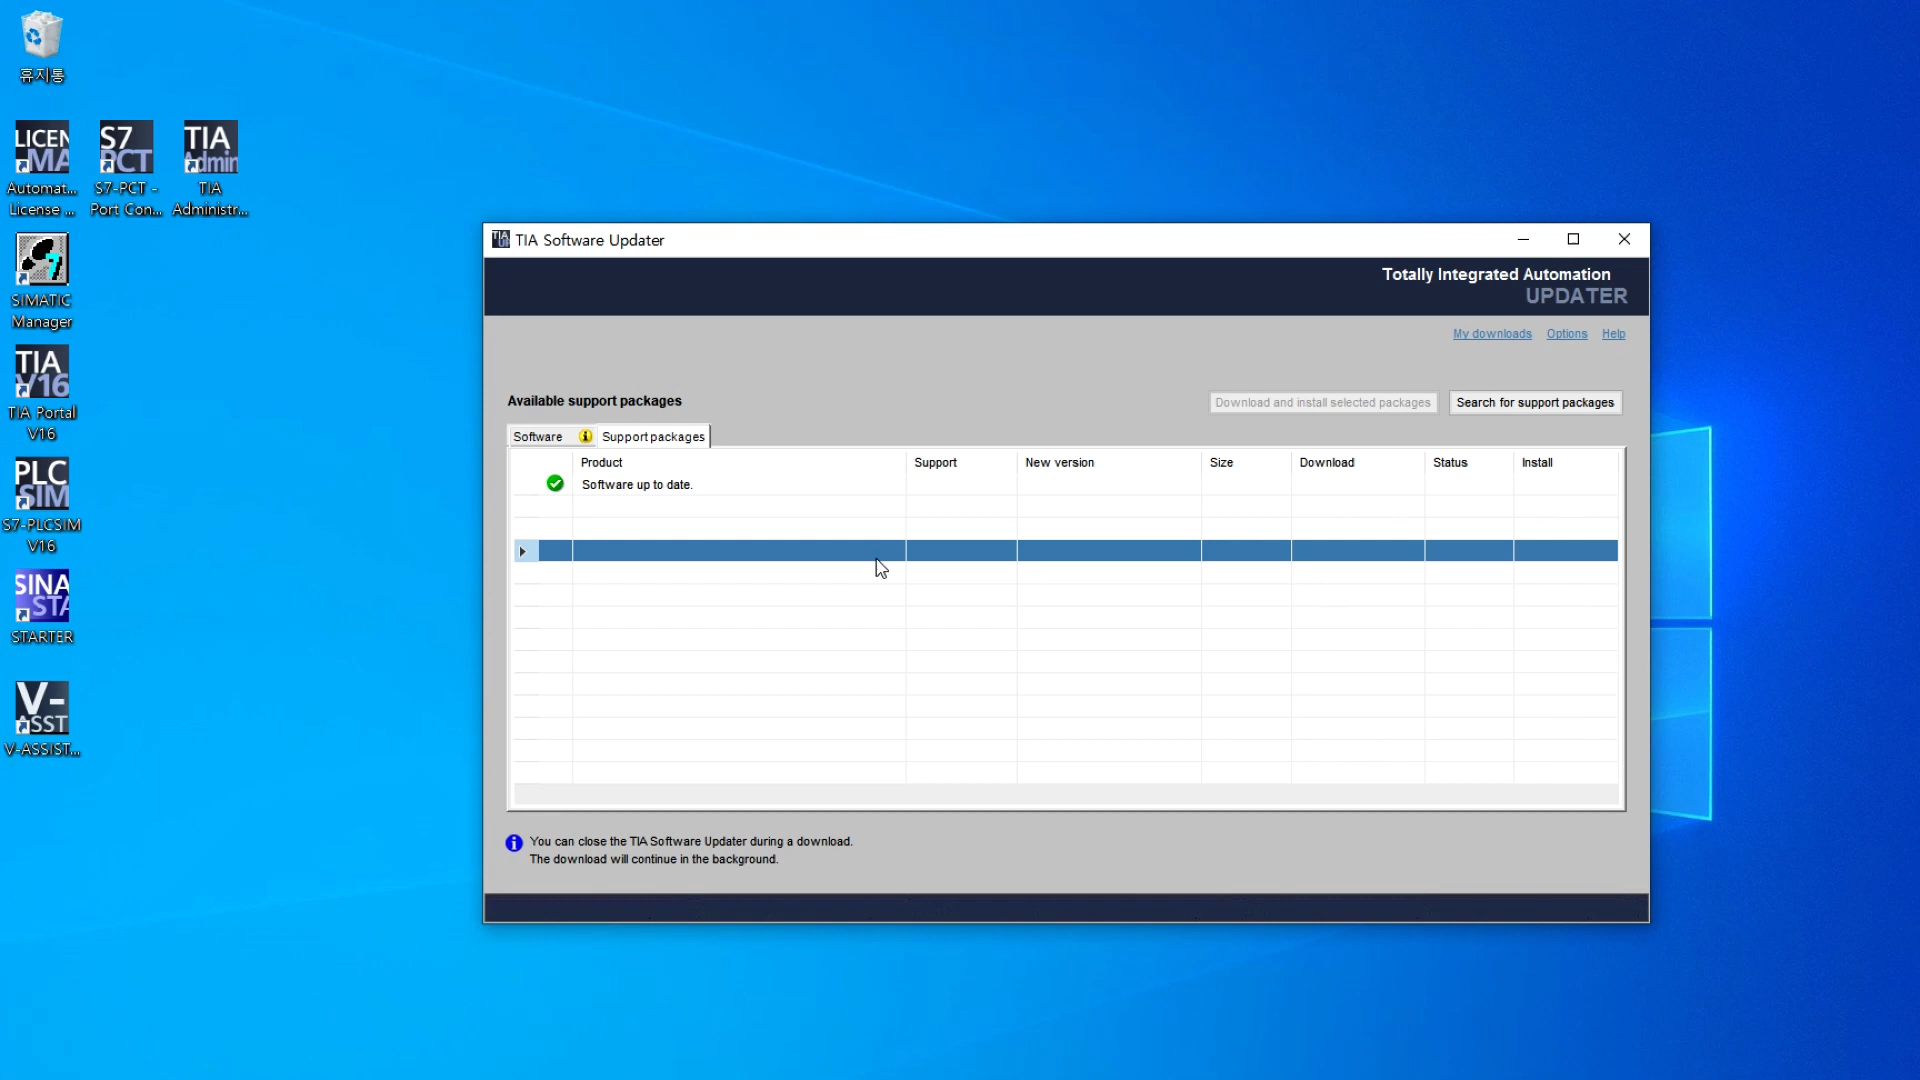 휴지통
LICEN
MA
Automat...
License ...
S7
PCT
S7-PCT -
Port Con...
TIA
Admin
TIA
Administr...
SIMATIC
Manager
TIA
V16
TIA Portal
V16
PLC
SIM
S7-PLCSIM
V16
SINA
STA
STARTER
V-
ASST
V-ASSIST...
TIA Software Updater
Totally Integrated Automation
UPDATER
My downloads Options Help
Available support packages
Download and install selected packages Search for support packages
Software Support packages
Product Support New version Size Download Status Install
Software up to date.
You can close the TIA Software Updater during a download.
The download will continue in the background.